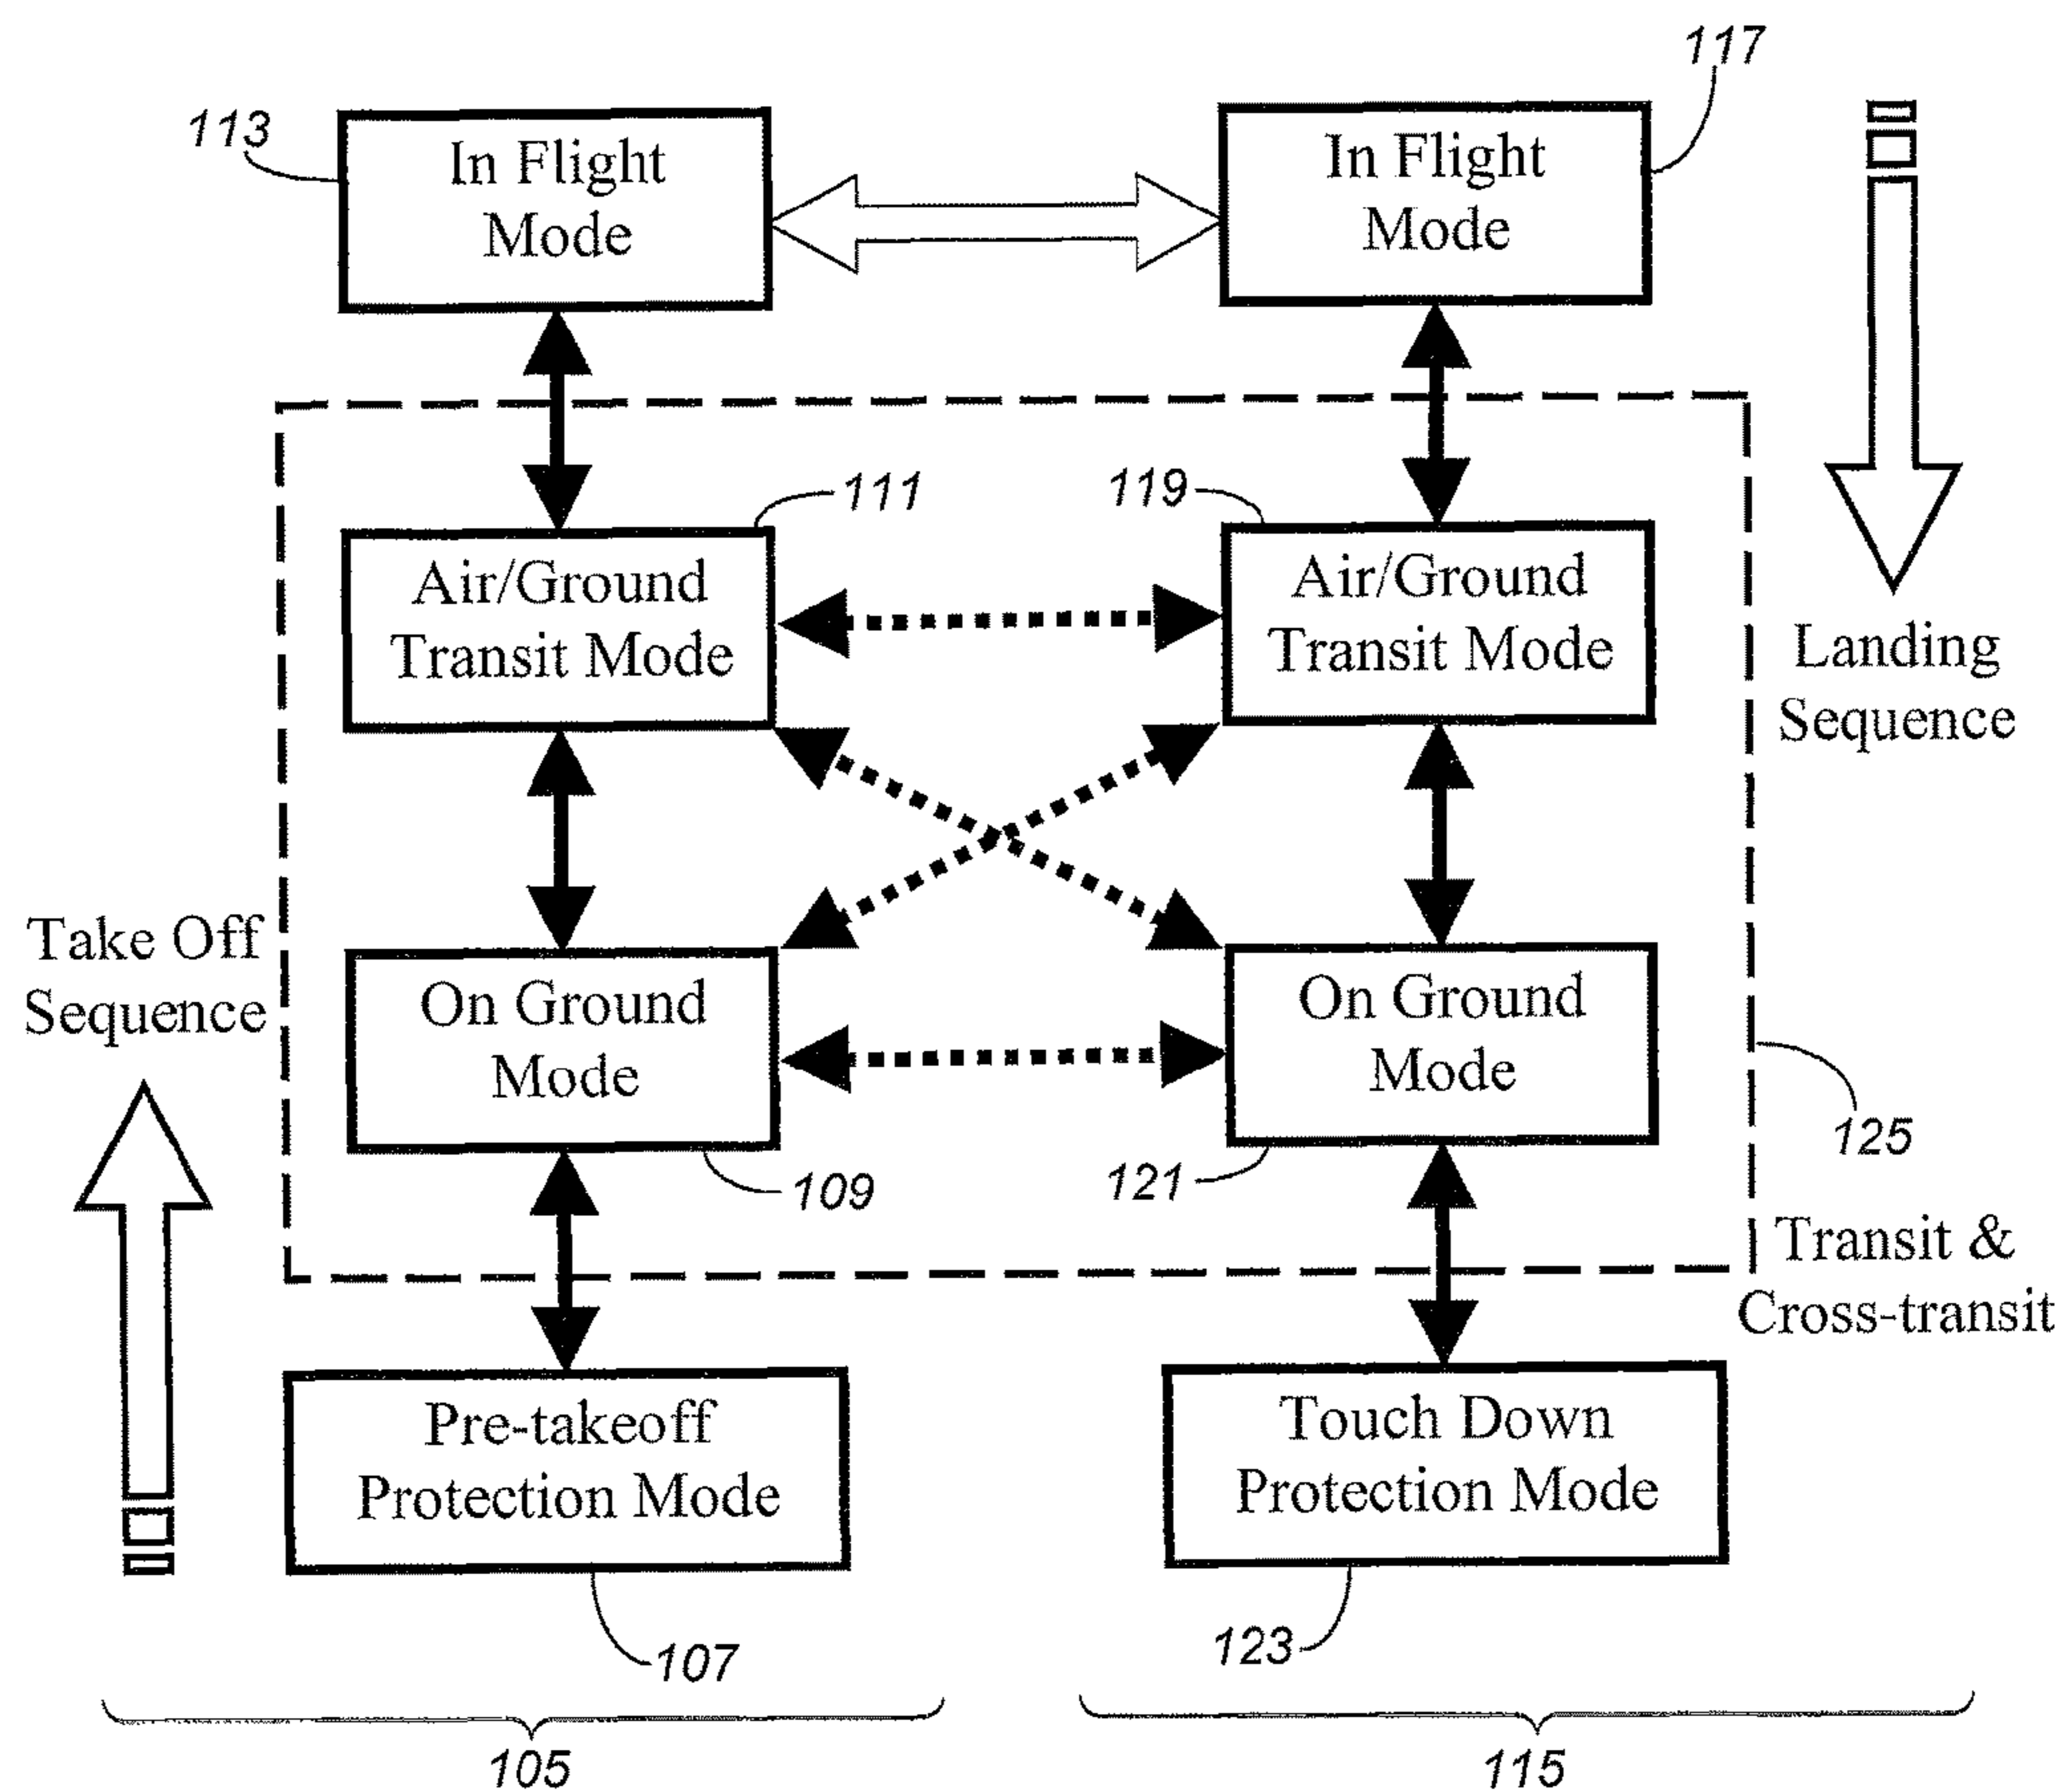 117
113
In Flight
Mode
In Flight
Mode
111
119
Air/Ground
Transit Mode
Air/Ground
Transit Mode
Landing
Sequence
Take Off
Sequence
On Ground
Mode
On Ground
Mode
125
109
121
Transit &
Cross-transit
Pre-takeoff
Protection Mode
Touch Down
Protection Mode
107
123
105
115